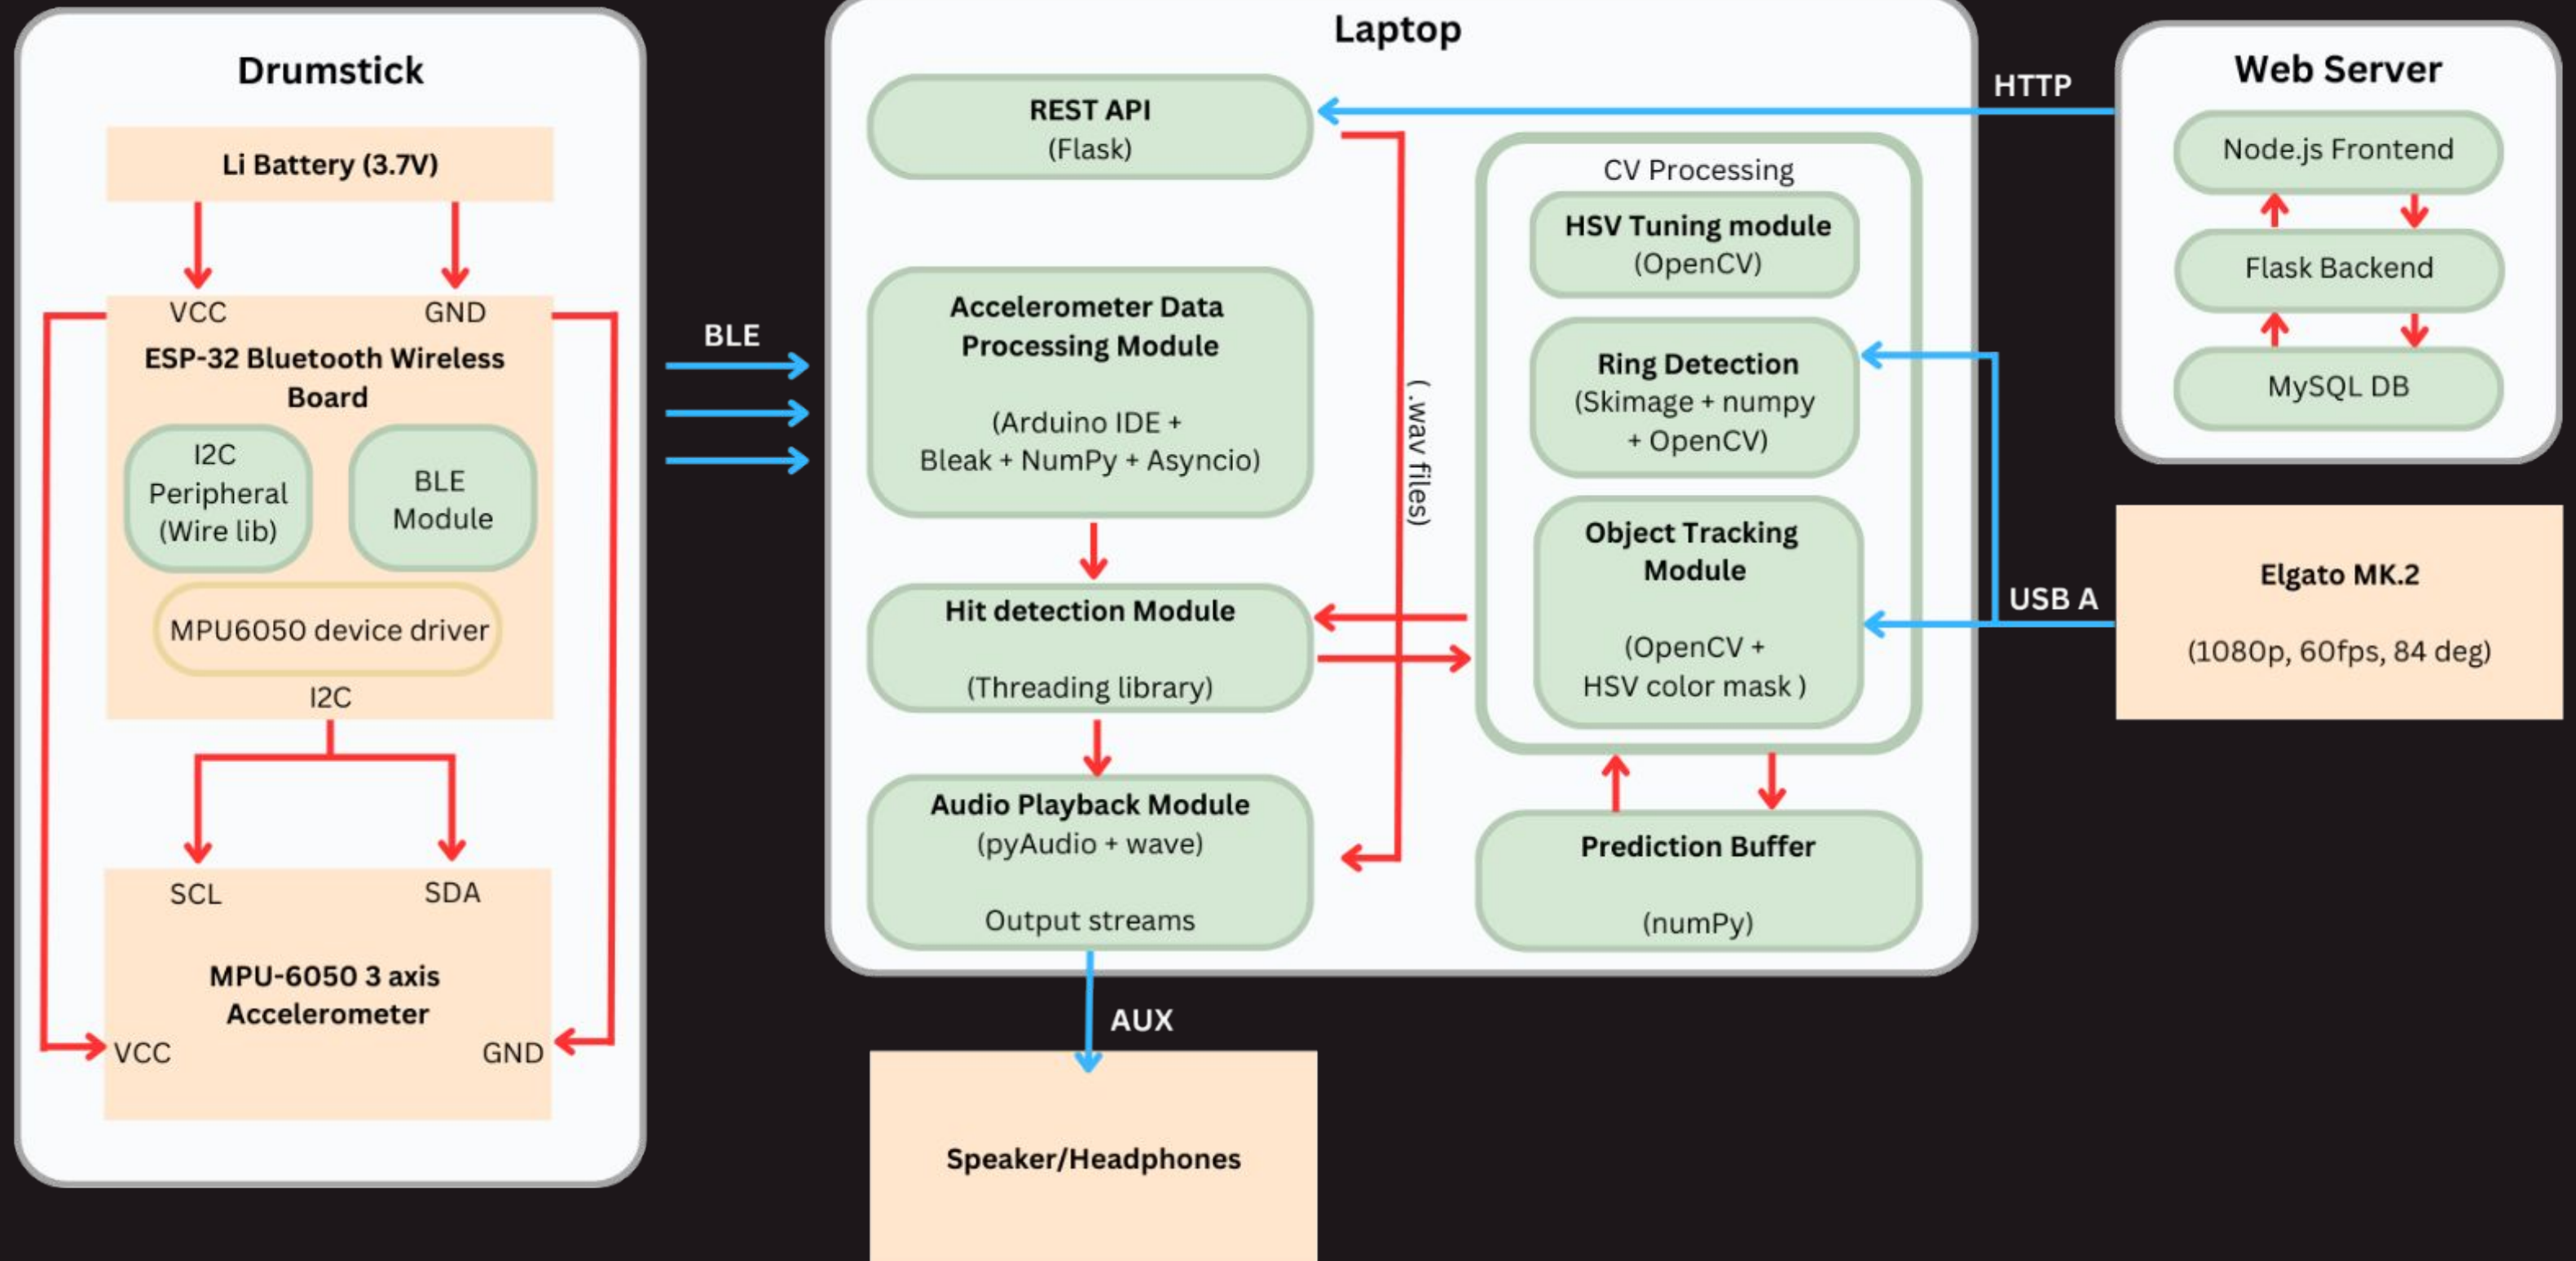 Drumstick
Li Battery (3.7V)
VCC
GND
ESP-32 Bluetooth Wireless
Board
I2C
Peripheral
(Wire lib)
BLE
Module
MPU6050 device driver
I2C
SCL
SDA
MPU-6050 3 axis
Accelerometer
VCC
GND
BLE
Laptop
REST API
(Flask)
Accelerometer Data
Processing Module
(Arduino IDE +
Bleak + NumPy + Asyncio)
Hit detection Module
(Threading library)
Audio Playback Module
(pyAudio + wave)
Output streams
( .wav files)
CV Processing
HSV Tuning module
(OpenCV)
Ring Detection
(Skimage + numpy
+ OpenCV)
Object Tracking
Module
(OpenCV +
HSV color mask )
Prediction Buffer
(numPy)
AUX
Speaker/Headphones
HTTP
Web Server
Node.js Frontend
Flask Backend
MySQL DB
USB A
Elgato MK.2
(1080p, 60fps, 84 deg)